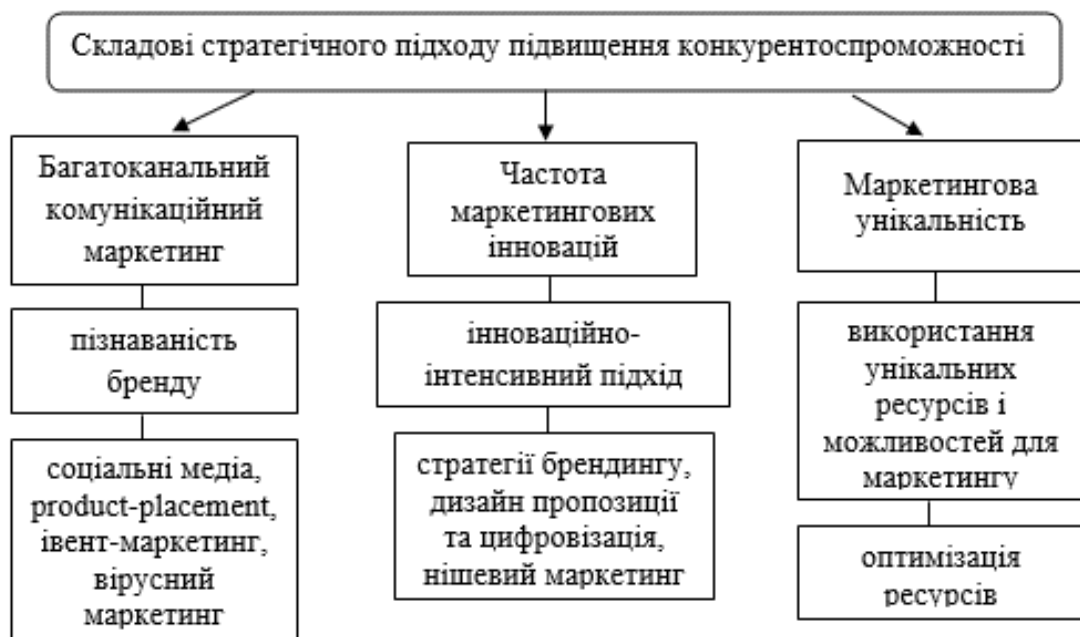 Складові стратегічного підходу підвищення конкурентоспроможності
Багатоканальний
комунікаційний
маркетинг
пізнаваність
бренду
соціальні медіа,
product-placement,
івент-маркетинг,
вірусний
маркетинг
Частота
маркетингових
інновацій
інноваційно-
інтенсивний підхід
стратегії брендингу,
дизайн пропозиції
та цифровізація,
нішевий маркетинг
Маркетингова
унікальність
використання
унікальних
ресурсів і
можливостей для
маркетингу
оптимізація
ресурсів